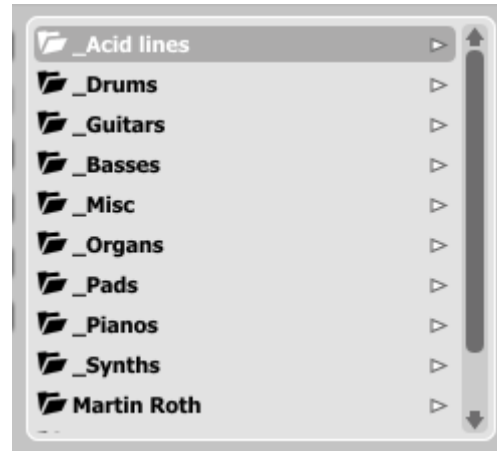 _Acid lines
_Drums
_Guitars
_Basses
_Misc
_Organs
_Pads
_Pianos
_Synths
Martin Roth